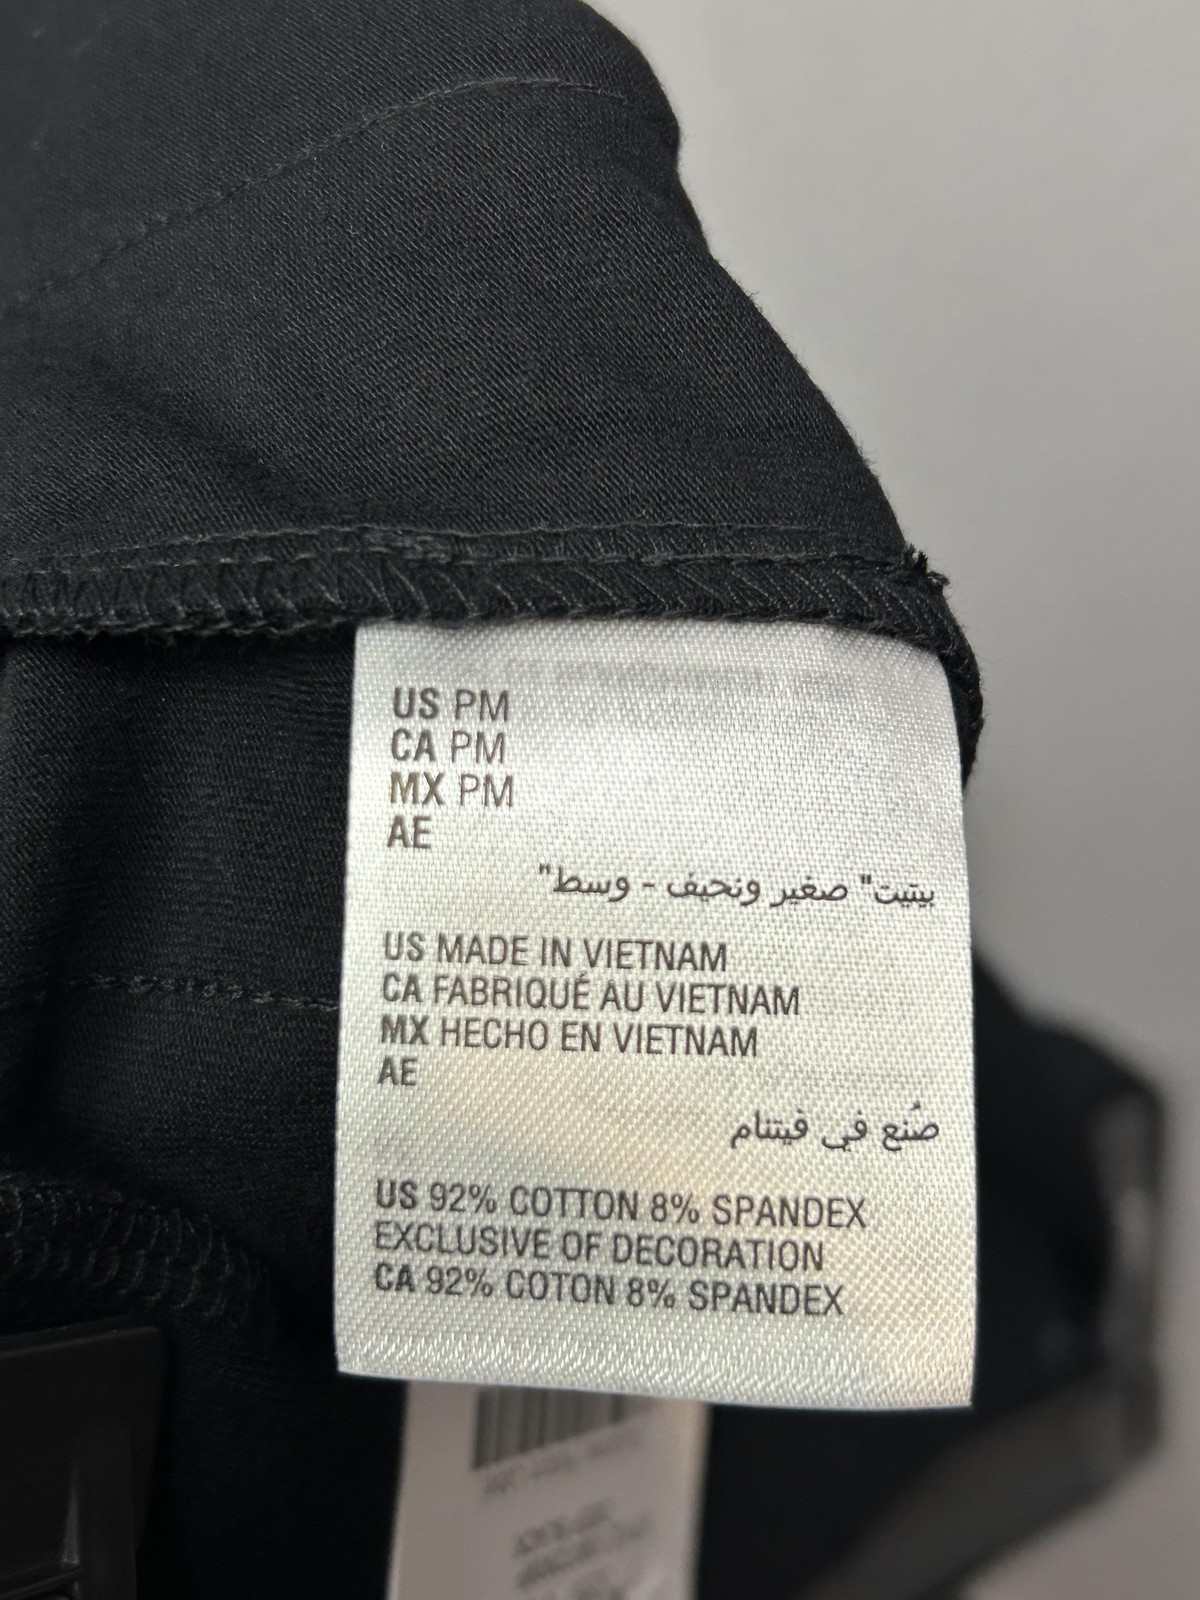 US PM
CA PM
MX PM
AE
بيتيت" صغير ونحيف - وسط"
US MADE IN VIETNAM
CA FABRIQUÉ AU VIETNAM
MX HECHO EN VIETNAM
AE
صُنع في فيتنام
US 92% COTTON 8% SPANDEX
EXCLUSIVE OF DECORATION
CA 92% COTON 8% SPANDEX